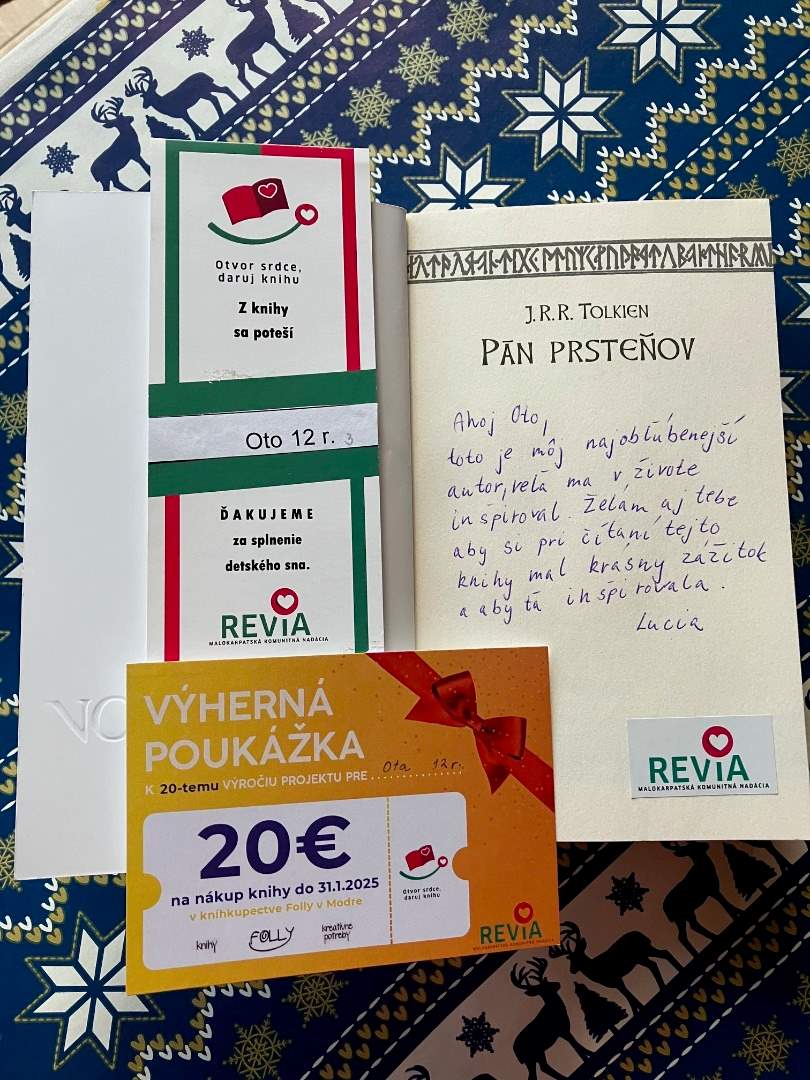 Otvor srdce,
daruj knihu
Z knihy
sa poteší
Oto 12 r. 3
ĎAKUJEME
za splnenie
detského sna.
REVIA
MALOKARPATSKÁ KOMUNITNÁ NADÁCIA
J.R.R. TOLKIEN
PÁN PRSTEŇOV
Ahoj Oto,
toto je môj najobľúbenejší
autor, veľa ma v živote
inšpiroval. Želám aj tebe
aby si pri čítaní tejto
knihy mal krásny zážitok
a aby ťa inšpirovala.
Lucia
REVIA
MALOKARPATSKÁ KOMUNITNÁ NADÁCIA
VÝHERNÁ
POUKÁŽKA
K 20-temu VÝROČIU PROJEKTU PRE Ota 12r.
20€
na nákup knihy do 31.1.2025
v kníhkupectve Folly v Modre
knihy FOLLY kreatívne
potreby
Otvor srdce,
daruj knihu
REVIA
MALOKARPATSKÁ KOMUNITNÁ NADÁCIA